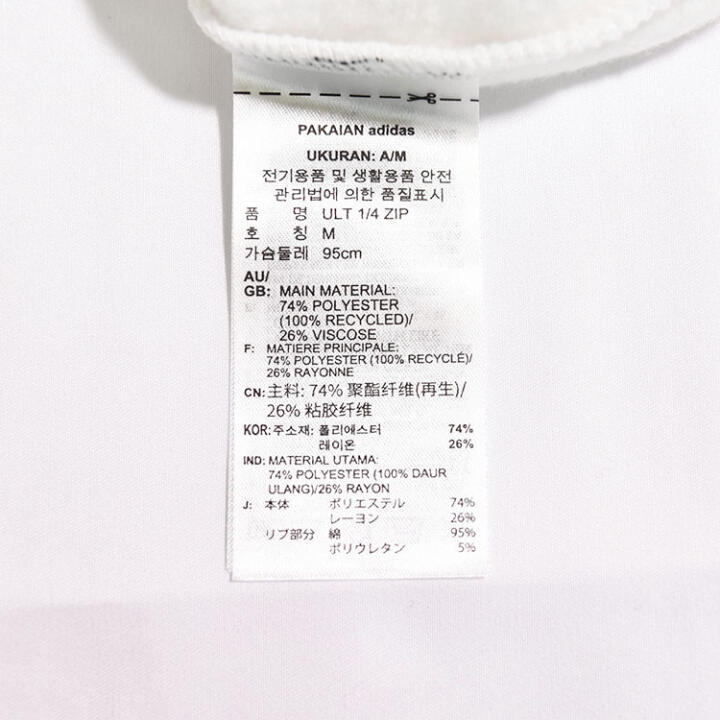 PAKAIAN adidas
UKURAN: A/M
전기용품 및 생활용품 안전
관리법에 의한 품질표시
품 명 ULT 1/4 ZIP
호 칭 M
가슴둘레 95cm
AU/
GB: MAIN MATERIAL:
74% POLYESTER
(100% RECYCLED)/
26% VISCOSE
F: MATIERE PRINCIPALE:
74% POLYESTER (100% RECYCLÉ)/
26% RAYONNE
CN: 主料: 74% 聚酯纤维(再生)/
26% 粘胶纤维
KOR: 주소재: 폴리에스터 74%
레이온 26%
IND: MATERIAL UTAMA:
74% POLYESTER (100% DAUR
ULANG)/26% RAYON
J: 本体 ポリエステル 74%
レーヨン 26%
リブ部分 綿 95%
ポリウレタン 5%